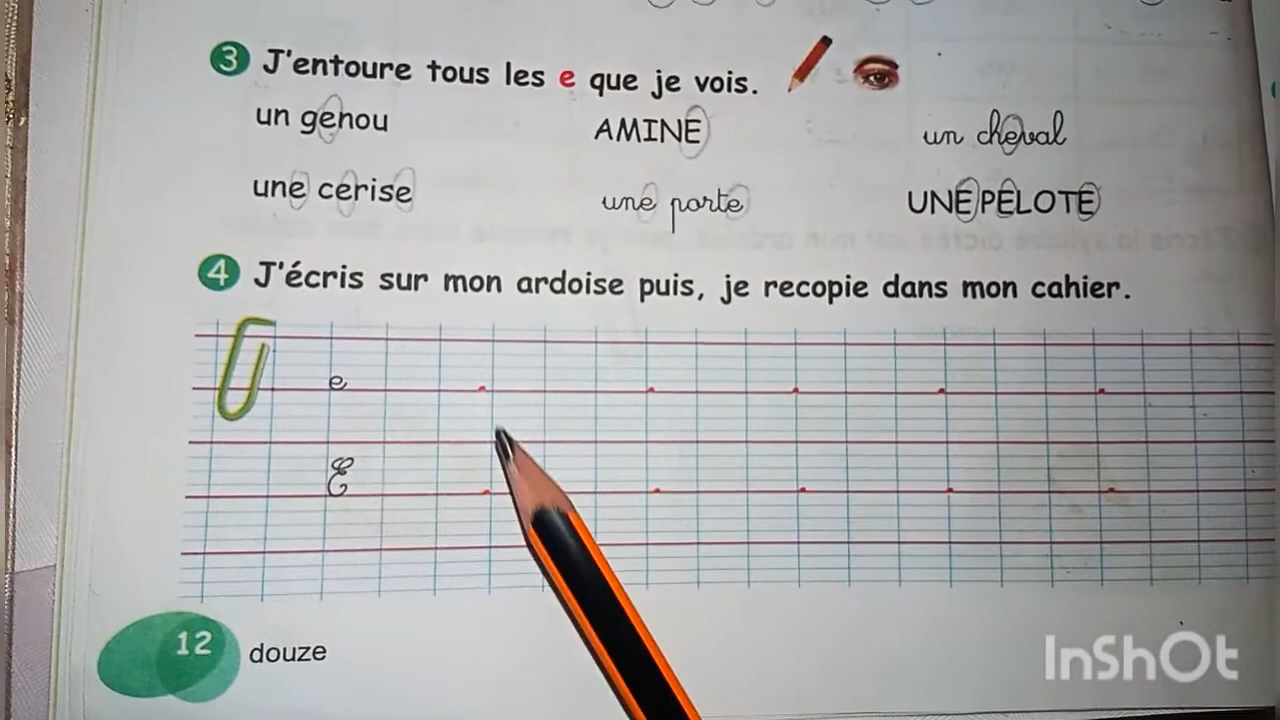 3 J'entoure tous les e que je vois.
un genou AMINE un cheval
une cerise une porte UNE PELOTE
4 J'écris sur mon ardoise puis, je recopie dans mon cahier.
e
E
12 douze
InShOt